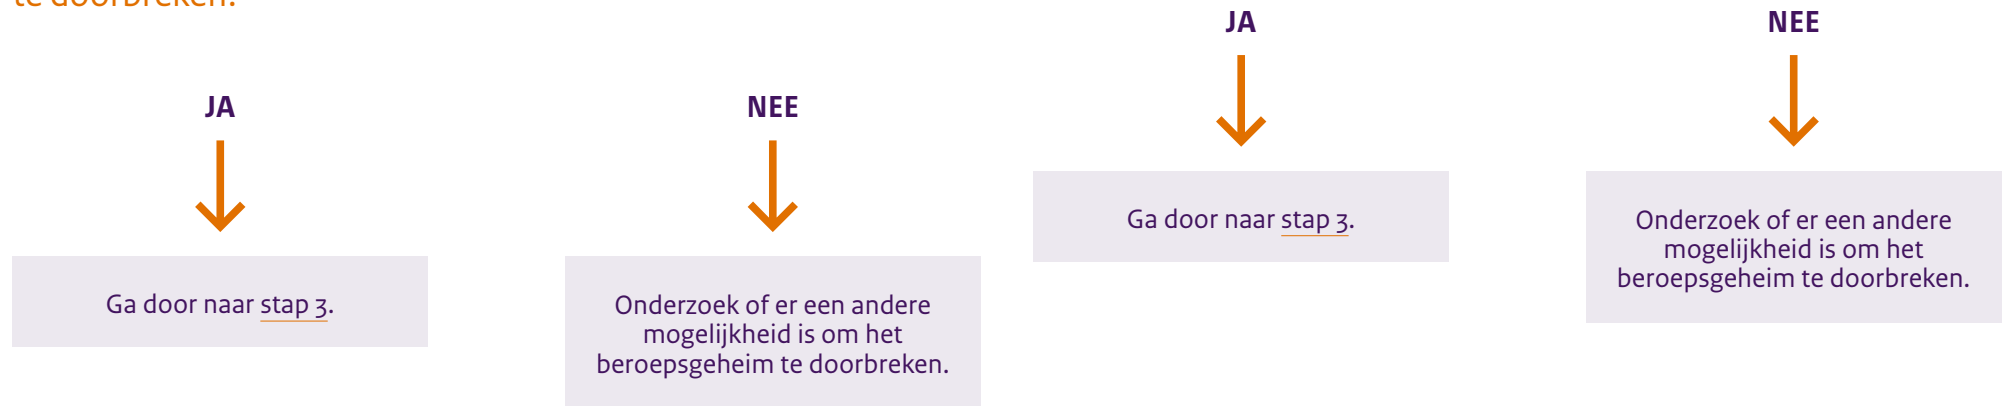 te doorbreken.
JA
Ga door naar stap 3.
NEE
Onderzoek of er een andere
mogelijkheid is om het
beroepsgeheim te doorbreken.
JA
Ga door naar stap 3.
NEE
Onderzoek of er een andere
mogelijkheid is om het
beroepsgeheim te doorbreken.